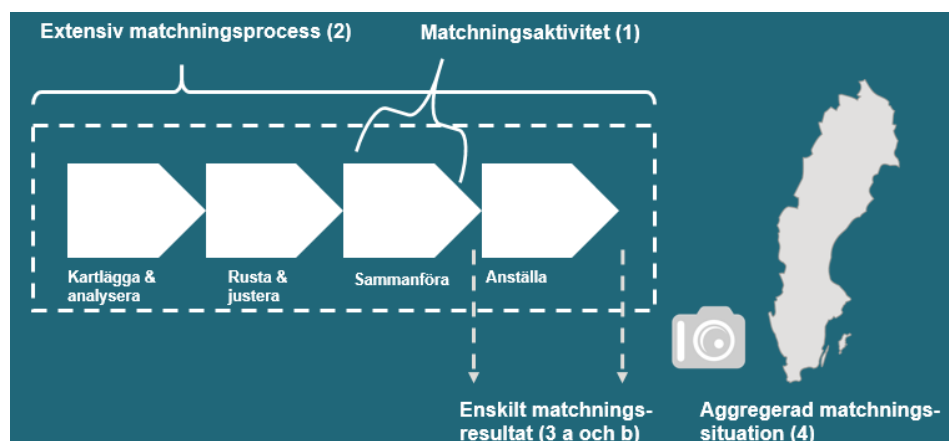 Extensiv matchningsprocess (2)
Matchningsaktivitet (1)
Kartlägga &
analysera
Rusta &
justera
Sammanföra
Anställa
Enskilt matchnings-
resultat (3 a och b)
Aggregerad matchnings-
situation (4)